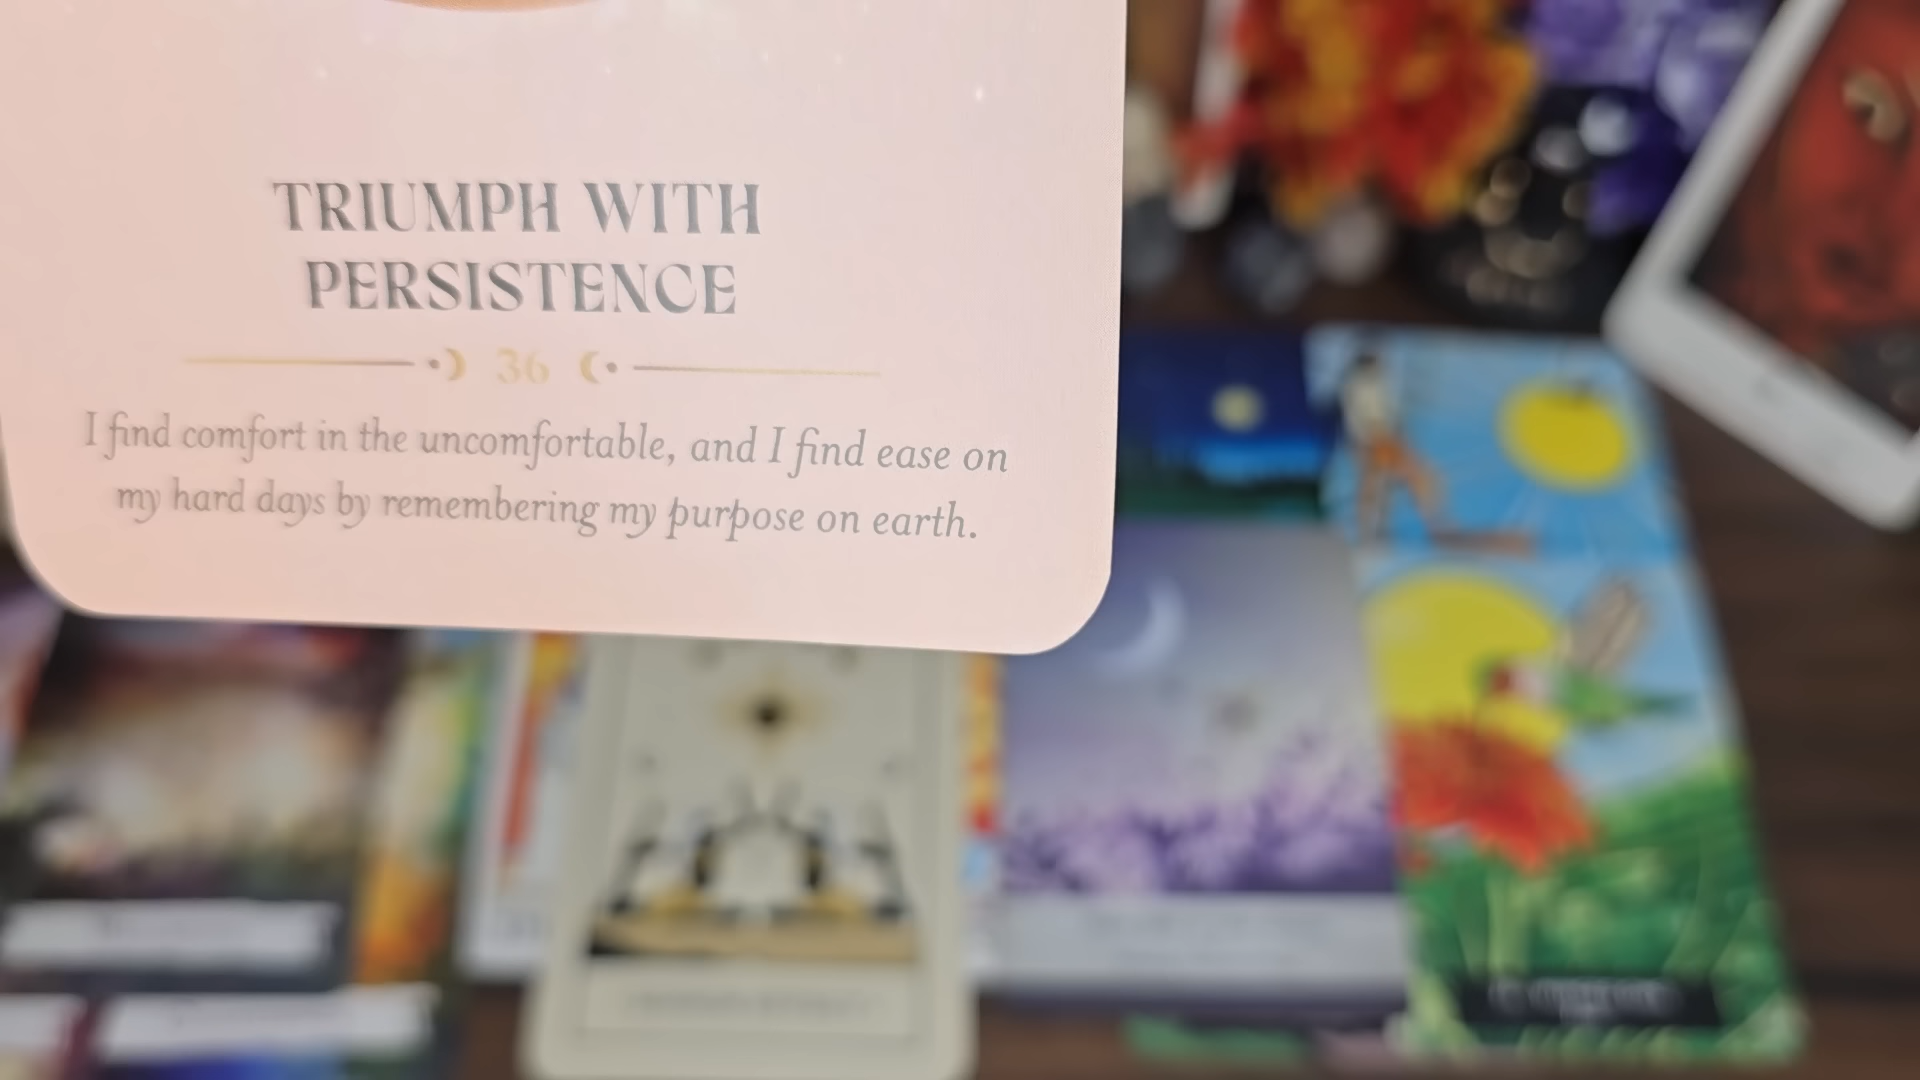 TRIUMPH WITH
PERSISTENCE
36
I find comfort in the uncomfortable, and I find ease on
my hard days by remembering my purpose on earth.